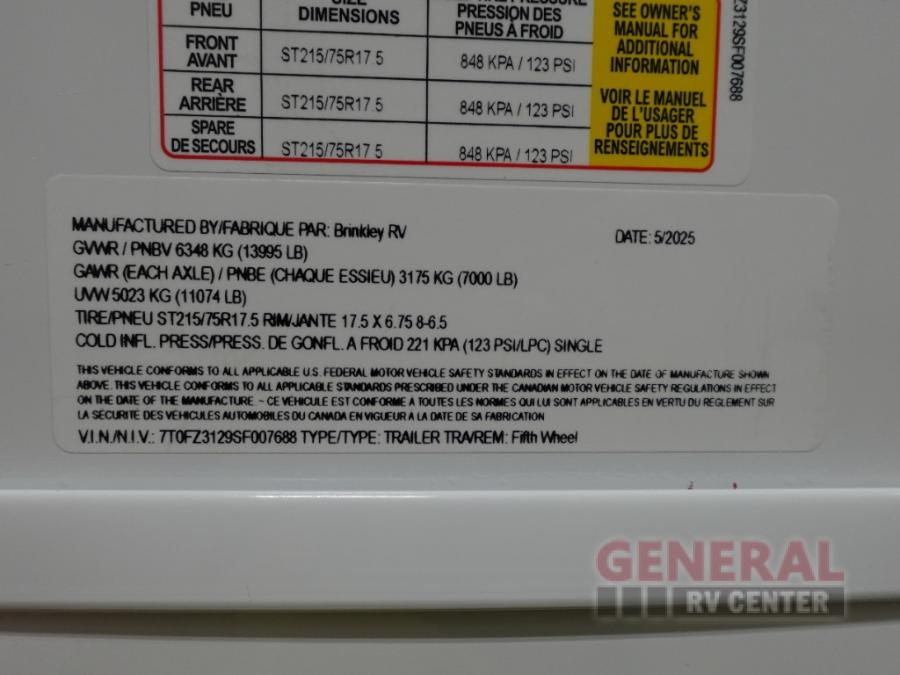 PNEU
SIZE
DIMENSIONS
PRESSION DES
PNEUS À FROID
SEE OWNER'S
MANUAL FOR
ADDITIONAL
INFORMATION
VOIR LE MANUEL
DE L'USAGER
POUR PLUS DE
RENSEIGNEMENTS
FRONT
AVANT
ST215/75R17.5
848 KPA / 123 PSI
REAR
ARRIÈRE
ST215/75R17.5
848 KPA / 123 PSI
SPARE
DE SECOURS
ST215/75R17.5
848 KPA / 123 PSI
Z3129SF007688
MANUFACTURED BY/FABRIQUE PAR: Brinkley RV
DATE: 5/2025
GVWR / PNBV 6348 KG (13995 LB)
GAWR (EACH AXLE) / PNBE (CHAQUE ESSIEU) 3175 KG (7000 LB)
UVW 5023 KG (11074 LB)
TIRE/PNEU ST215/75R17.5 RIM/JANTE 17.5 X 6.75 8-6.5
COLD INFL. PRESS/PRESS. DE GONFL. A FROID 221 KPA (123 PSI/LPC) SINGLE
THIS VEHICLE CONFORMS TO ALL APPLICABLE U.S. FEDERAL MOTOR VEHICLE SAFETY STANDARDS IN EFFECT ON THE DATE OF MANUFACTURE SHOWN
ABOVE. THIS VEHICLE CONFORMS TO ALL APPLICABLE STANDARDS PRESCRIBED UNDER THE CANADIAN MOTOR VEHICLE SAFETY REGULATIONS IN EFFECT
ON THE DATE OF THE MANUFACTURE - CE VEHICULE EST CONFORME A TOUTES LES NORMES QUI LUI SONT APPLICABLES EN VERTU DU REGLEMENT SUR
LA SECURITE DES VEHICULES AUTOMOBILES DU CANADA EN VIGUEUR A LA DATE DE SA FABRICATION
V.I.N./N.I.V.: 7T0FZ3129SF007688 TYPE/TYPE: TRAILER TRA/REM: Fifth Wheel
GENERAL
RV CENTER